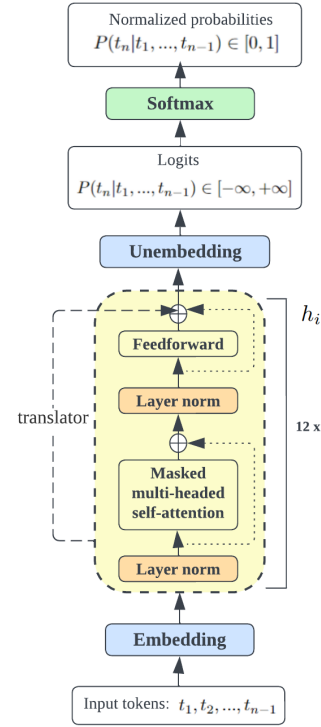 Normalized probabilities
P(t_n|t_1, ..., t_{n−1}) ∈ [0, 1]
Softmax
Logits
P(t_n|t_1, ..., t_{n−1}) ∈ [−∞, +∞]
Unembedding
h_i
Feedforward
translator
Layer norm
12 x
Masked
multi-headed
self-attention
Layer norm
Embedding
Input tokens: t_1, t_2, ..., t_{n−1}